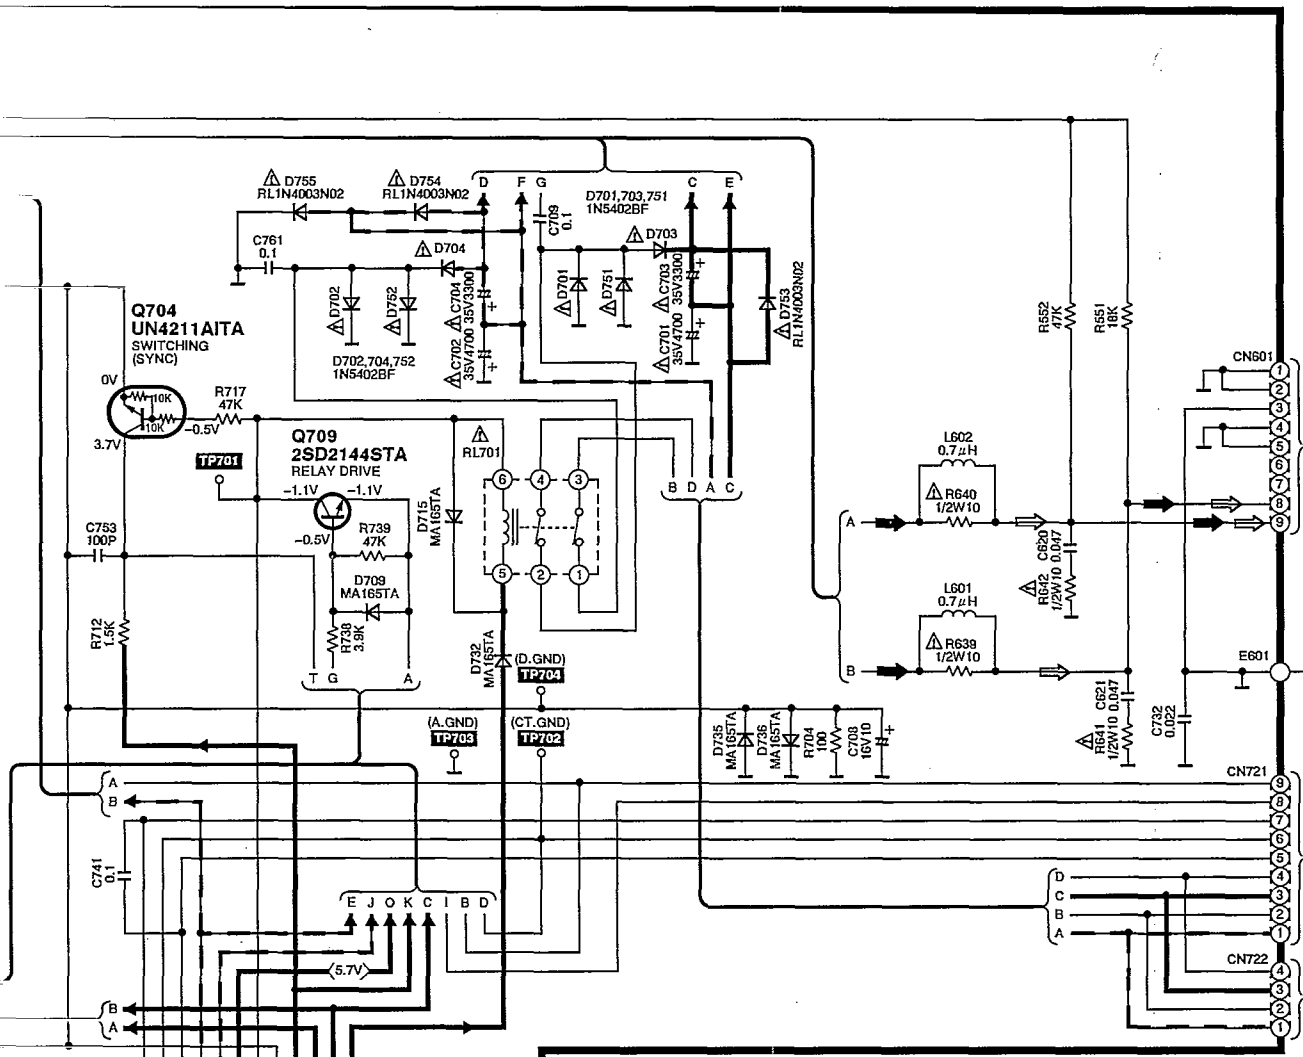 D F G C E
⚠D755
RL1N4003N02
⚠D754
RL1N4003N02
D701,703,751
1N5402BF
C709
0.1
C761
0.1
⚠D704
⚠D703
⚠D702
⚠D752
⚠C704
35V3300
⚠C702
35V4700
D702,704,752
1N5402BF
⚠D701
⚠D751
⚠C703
35V3300
⚠C701
35V4700
⚠D753
RL1N4003N02
R552
47K
R551
18K
Q704
UN4211AITA
SWITCHING
(SYNC)
0V
10K
10K
3.7V
-0.5V
R717
47K
CN601
1
2
3
4
5
6
7
8
9
TP701
Q709
2SD2144STA
RELAY DRIVE
-1.1V
-1.1V
-0.5V
R739
47K
D709
MA165TA
R738
3.9K
T G A
⚠
RL701
6 4 3
5 2 1
D715
MA165TA
D732
MA165TA
B D A C
C753
100P
R712
1.5K
A
B
L602
0.7μH
⚠R640
1/2W10
C620
0.047
⚠R642
1/2W10
L601
0.7μH
⚠R639
1/2W10
C621
0.047
⚠R641
1/2W10
C732
0.022
E601
(D.GND)
TP704
(A.GND)
TP703
(CT.GND)
TP702
D735
MA165TA
D736
MA165TA
R704
100
C708
16V10
CN721
9
8
7
6
5
4
3
2
1
A
B
C741
0.1
E J O K C I B D
(5.7V)
B
A
D
C
B
A
CN722
4
3
2
1